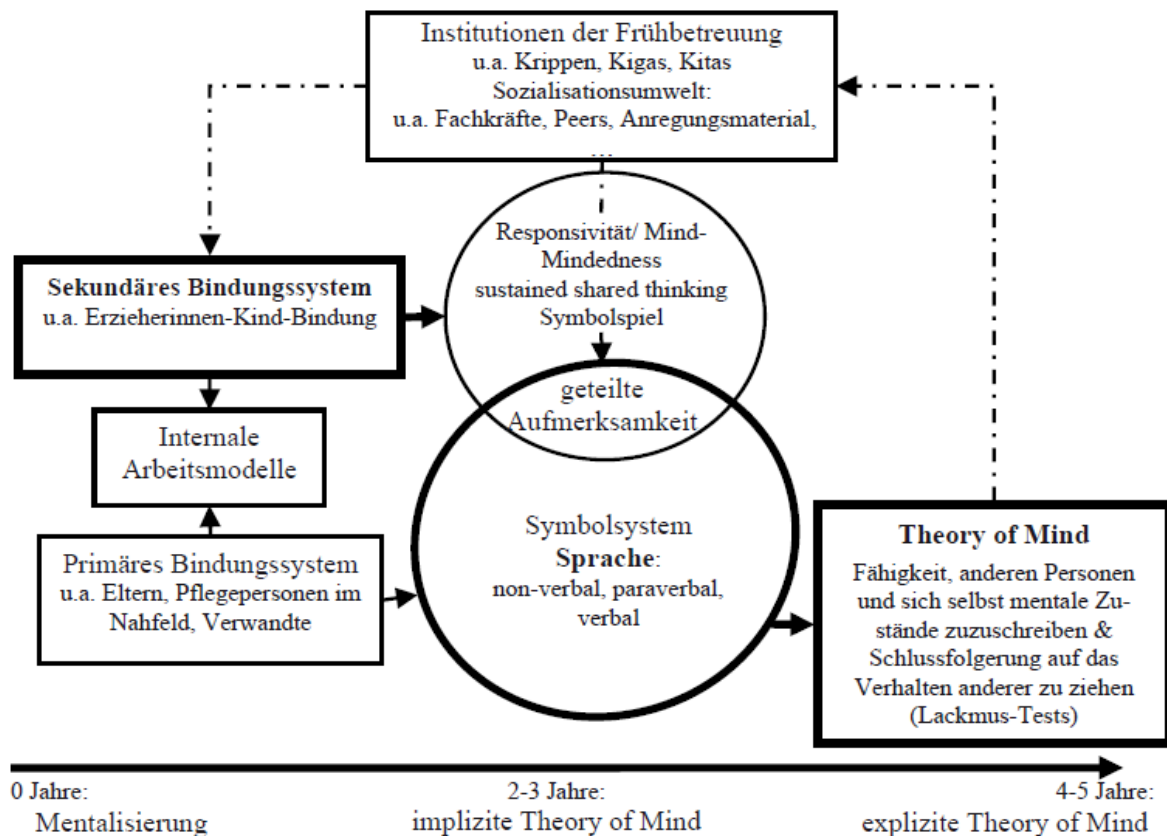 Institutionen der Frühbetreuung
u.a. Krippen, Kigas, Kitas
Sozialisationsumwelt:
u.a. Fachkräfte, Peers, Anregungsmaterial,
...
Responsivität/ Mind-
Mindedness
sustained shared thinking
Symbolspiel
Sekundäres Bindungssystem
u.a. Erzieherinnen-Kind-Bindung
geteilte
Aufmerksamkeit
Internale
Arbeitsmodelle
Primäres Bindungssystem
u.a. Eltern, Pflegepersonen im
Nahfeld, Verwandte
Symbolsystem
Sprache:
non-verbal, paraverbal,
verbal
Theory of Mind
Fähigkeit, anderen Personen
und sich selbst mentale Zu-
stände zuzuschreiben &
Schlussfolgerung auf das
Verhalten anderer zu ziehen
(Lackmus-Tests)
0 Jahre:
Mentalisierung
2-3 Jahre:
implizite Theory of Mind
4-5 Jahre:
explizite Theory of Mind